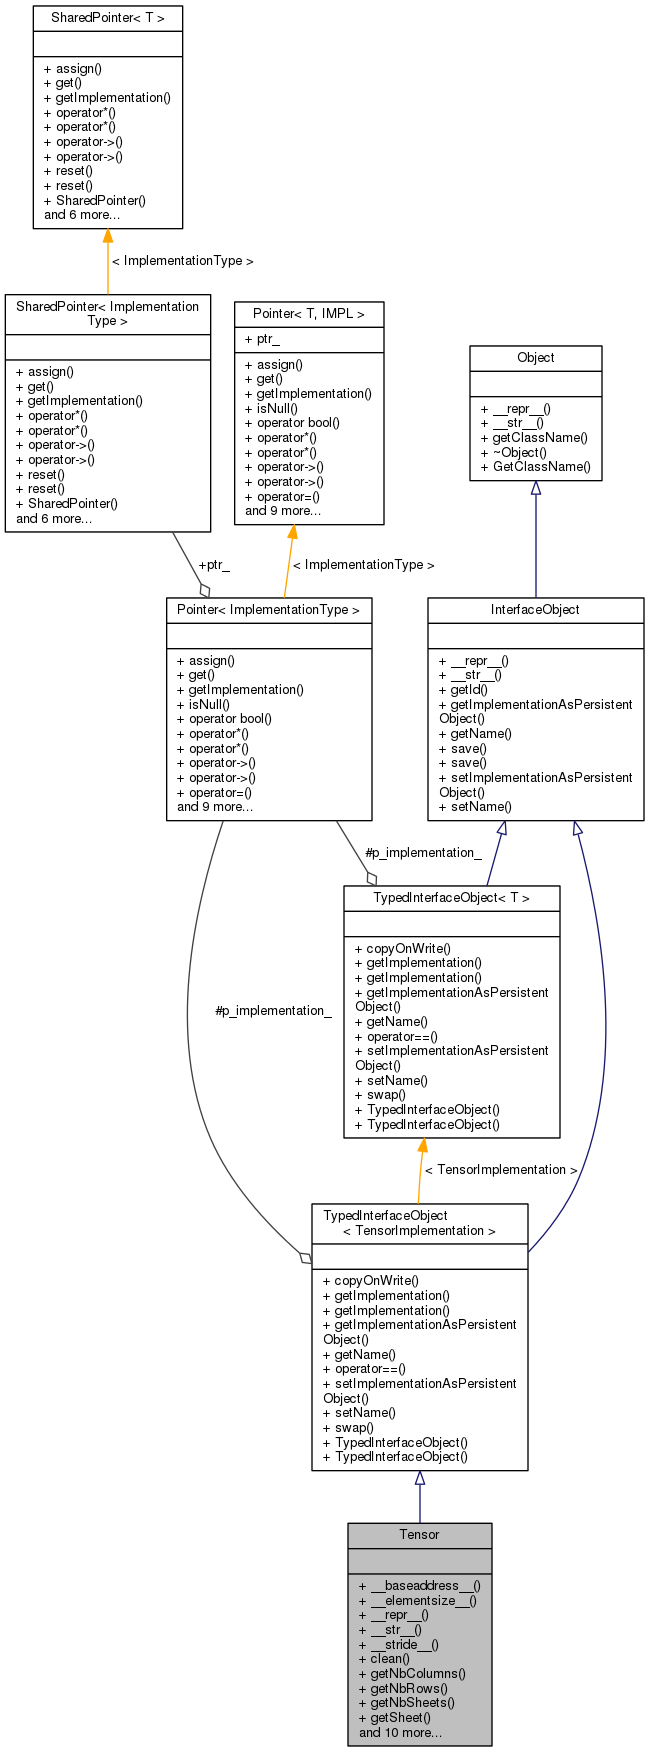 SharedPointer< T >
+ assign()
+ get()
+ getImplementation()
+ operator*()
+ operator*()
+ operator->()
+ operator->()
+ reset()
+ reset()
+ SharedPointer()
and 6 more...
< ImplementationType >
SharedPointer< Implementation
Type >
+ assign()
+ get()
+ getImplementation()
+ operator*()
+ operator*()
+ operator->()
+ operator->()
+ reset()
+ reset()
+ SharedPointer()
and 6 more...
Pointer< T, IMPL >
+ ptr_
+ assign()
+ get()
+ getImplementation()
+ isNull()
+ operator bool()
+ operator*()
+ operator*()
+ operator->()
+ operator->()
+ operator=()
and 9 more...
Object
+ __repr__()
+ __str__()
+ getClassName()
+ ~Object()
+ GetClassName()
+ptr_
< ImplementationType >
Pointer< ImplementationType >
+ assign()
+ get()
+ getImplementation()
+ isNull()
+ operator bool()
+ operator*()
+ operator*()
+ operator->()
+ operator->()
+ operator=()
and 9 more...
InterfaceObject
+ __repr__()
+ __str__()
+ getId()
+ getImplementationAsPersistent
Object()
+ getName()
+ save()
+ save()
+ setImplementationAsPersistent
Object()
+ setName()
#p_implementation_
TypedInterfaceObject< T >
+ copyOnWrite()
+ getImplementation()
+ getImplementation()
+ getImplementationAsPersistent
Object()
+ getName()
+ operator==()
+ setImplementationAsPersistent
Object()
+ setName()
+ swap()
+ TypedInterfaceObject()
+ TypedInterfaceObject()
#p_implementation_
< TensorImplementation >
TypedInterfaceObject
< TensorImplementation >
+ copyOnWrite()
+ getImplementation()
+ getImplementation()
+ getImplementationAsPersistent
Object()
+ getName()
+ operator==()
+ setImplementationAsPersistent
Object()
+ setName()
+ swap()
+ TypedInterfaceObject()
+ TypedInterfaceObject()
Tensor
+ __baseaddress__()
+ __elementsize__()
+ __repr__()
+ __str__()
+ __stride__()
+ clean()
+ getNbColumns()
+ getNbRows()
+ getNbSheets()
+ getSheet()
and 10 more...